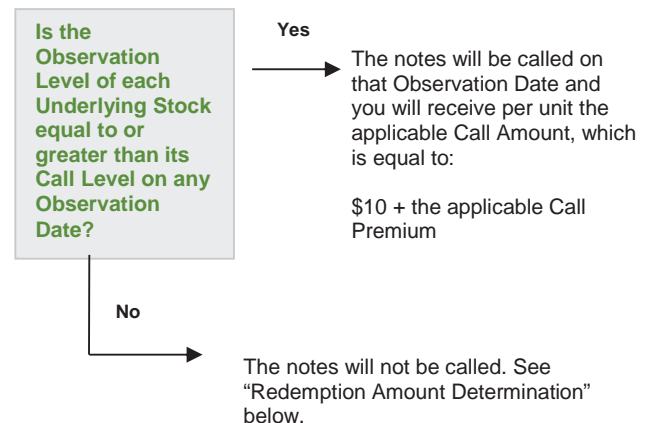 Is the
Observation
Level of each
Underlying Stock
equal to or
greater than its
Call Level on any
Observation
Date?
Yes
The notes will be called on
that Observation Date and
you will receive per unit the
applicable Call Amount, which
is equal to:
$10 + the applicable Call
Premium
No
The notes will not be called. See
“Redemption Amount Determination”
below.